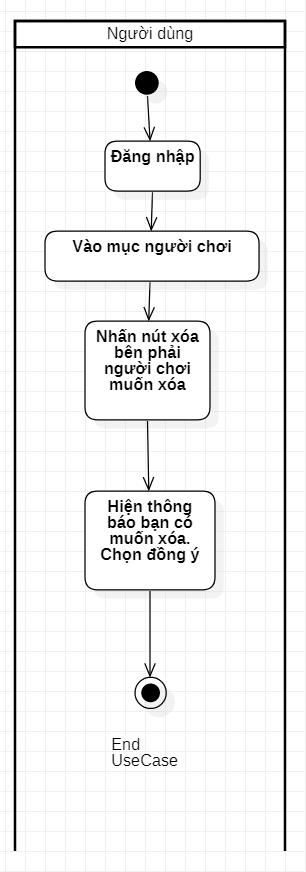 Người dùng
Đăng nhập
Vào mục người chơi
Nhấn nút xóa
bên phải
người chơi
muốn xóa
Hiện thông
báo bạn có
muốn xóa.
Chọn đồng ý
End
UseCase